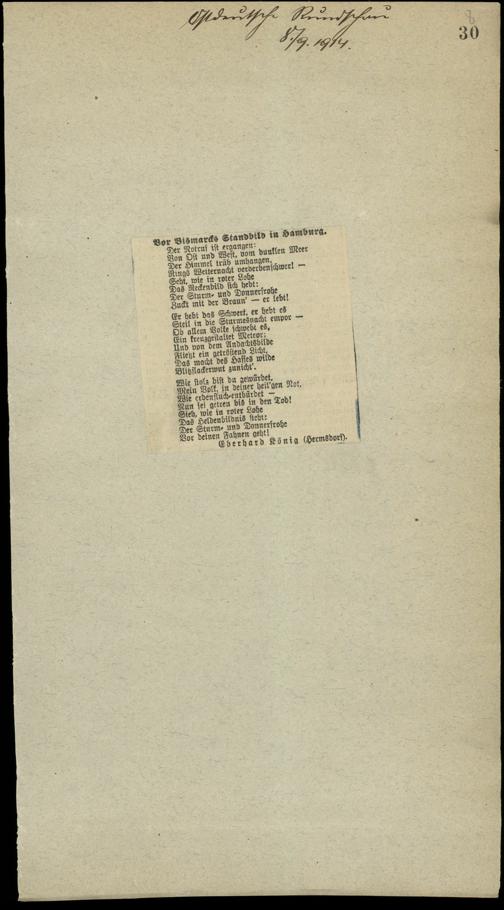 Ostdeutsche Rundschau
8/9. 1914.
8
30
Vor Bismarcks Standbild in Hamburg.
Der Notruf ist ergangen:
Von Ost und West, vom dunklen Meer
Der Himmel trüb umhangen,
Rings Wetternacht verderbenschwer! —
Seht, wie in roter Lohe
Das Reckenbild sich hebt:
Der Sturm- und Donnerfrohe
Zuckt mit der Braun' — er lebt!
Er hebt das Schwert, er hebt es
Steil in die Sturmesnacht empor —
Ob allem Volke schwebt es,
Ein kreuzgestaltet Meteor:
Und von dem Andachtsbilde
Fließt ein getröstend Licht,
Das macht des Hasses wilde
Blitzflackerwut zunicht'.
Wie stolz bist du gewürdet,
Mein Volk, in deiner heil'gen Not,
Wie erdenfluch-entbürdet —
Nun sei getreu bis in den Tod!
Sieh, wie in roter Lohe
Das Heldenbildnis steht:
Der Sturm- und Donnerfrohe
Vor deinen Fahnen geht!
Eberhard König (Hermsdorf).